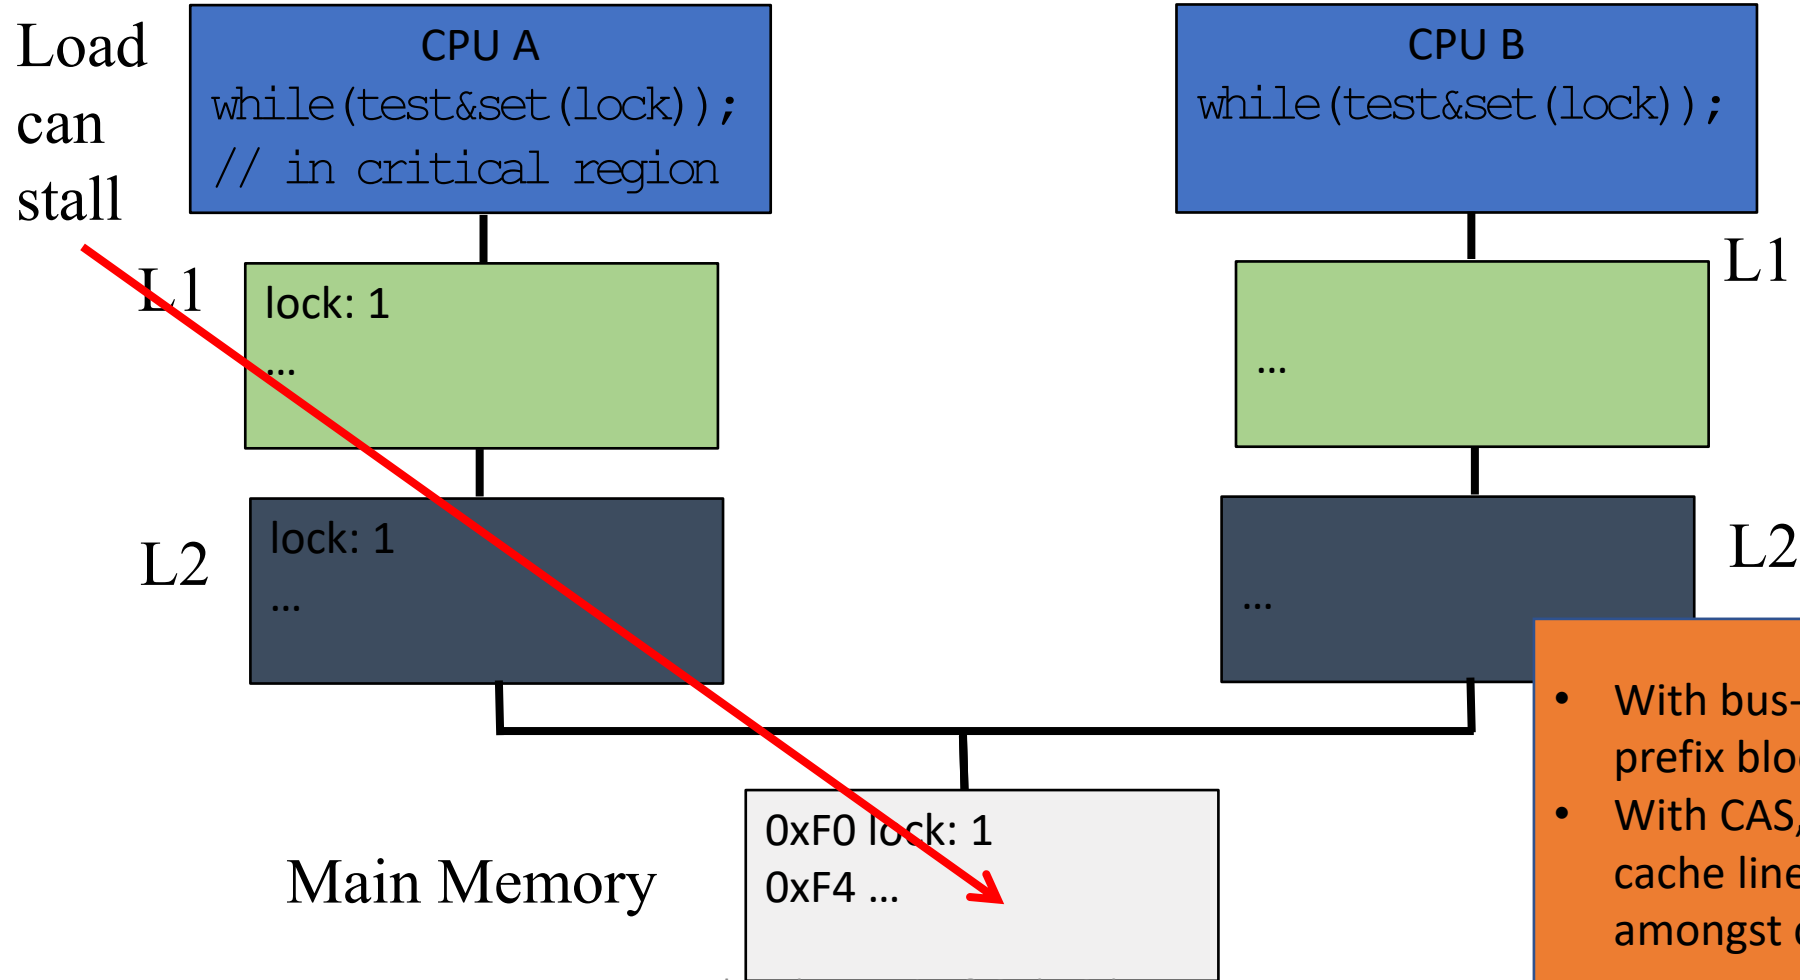 Load
can
stall
CPU A
while(test&set(lock));
// in critical region
CPU B
while(test&set(lock));
L1
lock: 1
...
L1
...
L2
lock: 1
...
L2
...
Main Memory
0xF0 lock: 1
0xF4 ...
• With bus-
prefix
• With CAS,
cache line
amongst